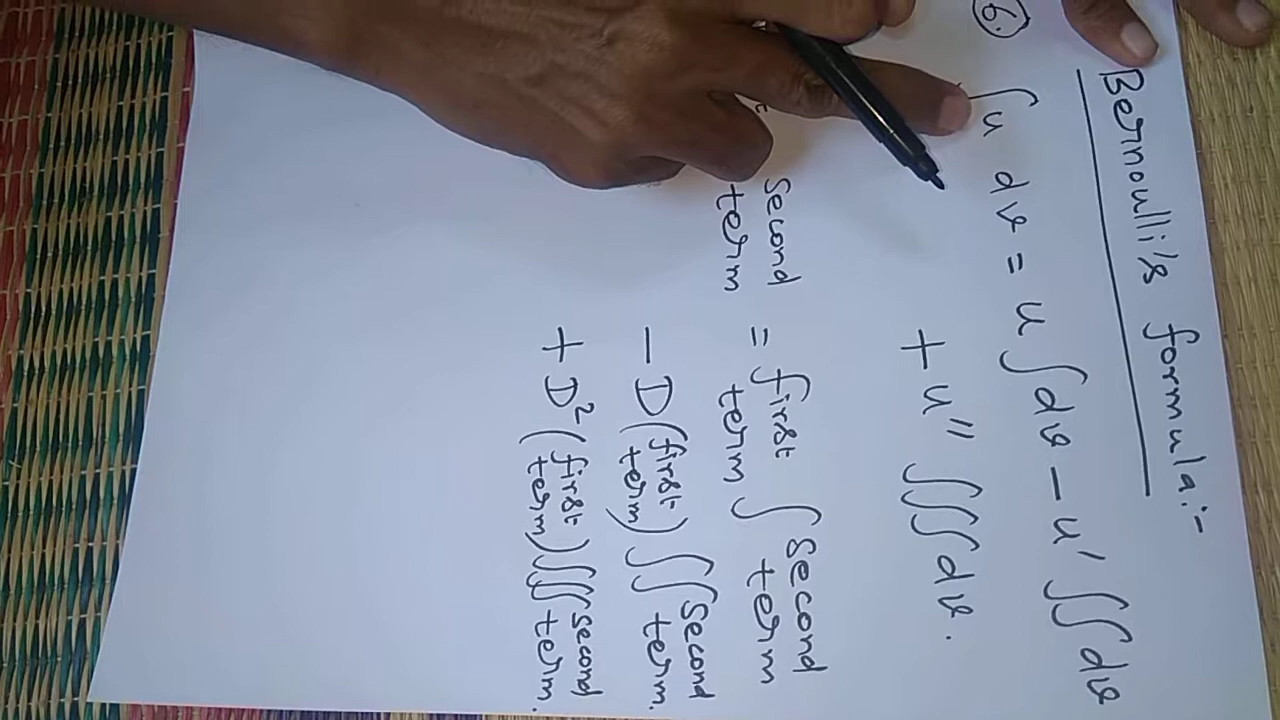 Bernoulli's formula:-
6. ∫u dv = u ∫dv - u' ∫∫dv
+ u'' ∫∫∫dv.
second term = first term ∫ second term
- D(first term) ∫∫ second term.
+ D²(first term) ∫∫∫ second term.